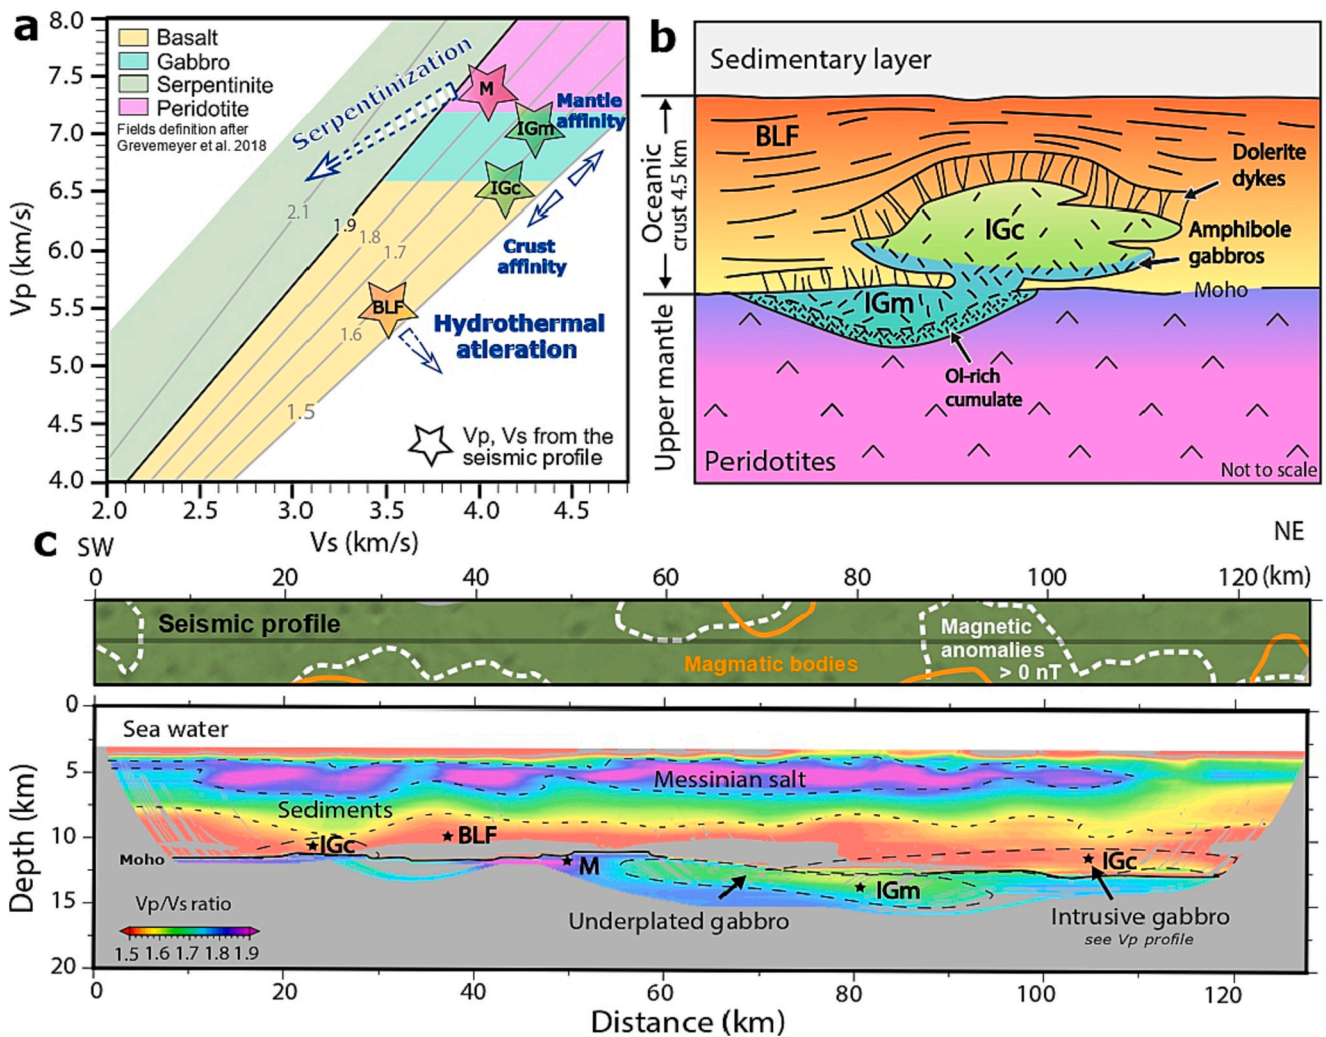 a
8.0
7.5
7.0
6.5
6.0
5.5
5.0
4.5
4.0
Vp (km/s)
Basalt
Gabbro
Serpentinite
Peridotite
Fields definition after
Grevemeyer et al. 2018
Serpentinization
M
Mantle
affinity
IGm
IGc
Crust
affinity
2.1
1.9
1.8
1.7
1.6
1.5
BLF
Hydrothermal
atleration
Vp, Vs from the
seismic profile
2.0
2.5
3.0
3.5
4.0
4.5
Vs (km/s)
b
Sedimentary layer
Oceanic
crust 4.5 km
Upper mantle
BLF
Dolerite
dykes
IGc
Amphibole
gabbros
Moho
IGm
Ol-rich
cumulate
Peridotites
Not to scale
c
SW
NE
0 20 40 60 80 100 120 (km)
Seismic profile
Magmatic bodies
Magnetic
anomalies
> 0 nT
0
5
10
15
20
Depth (km)
Sea water
Messinian salt
Sediments
IGc
BLF
Moho
M
IGc
IGm
Underplated gabbro
Intrusive gabbro
see Vp profile
Vp/Vs ratio
1.5 1.6 1.7 1.8 1.9
0 20 40 60 80 100 120
Distance (km)